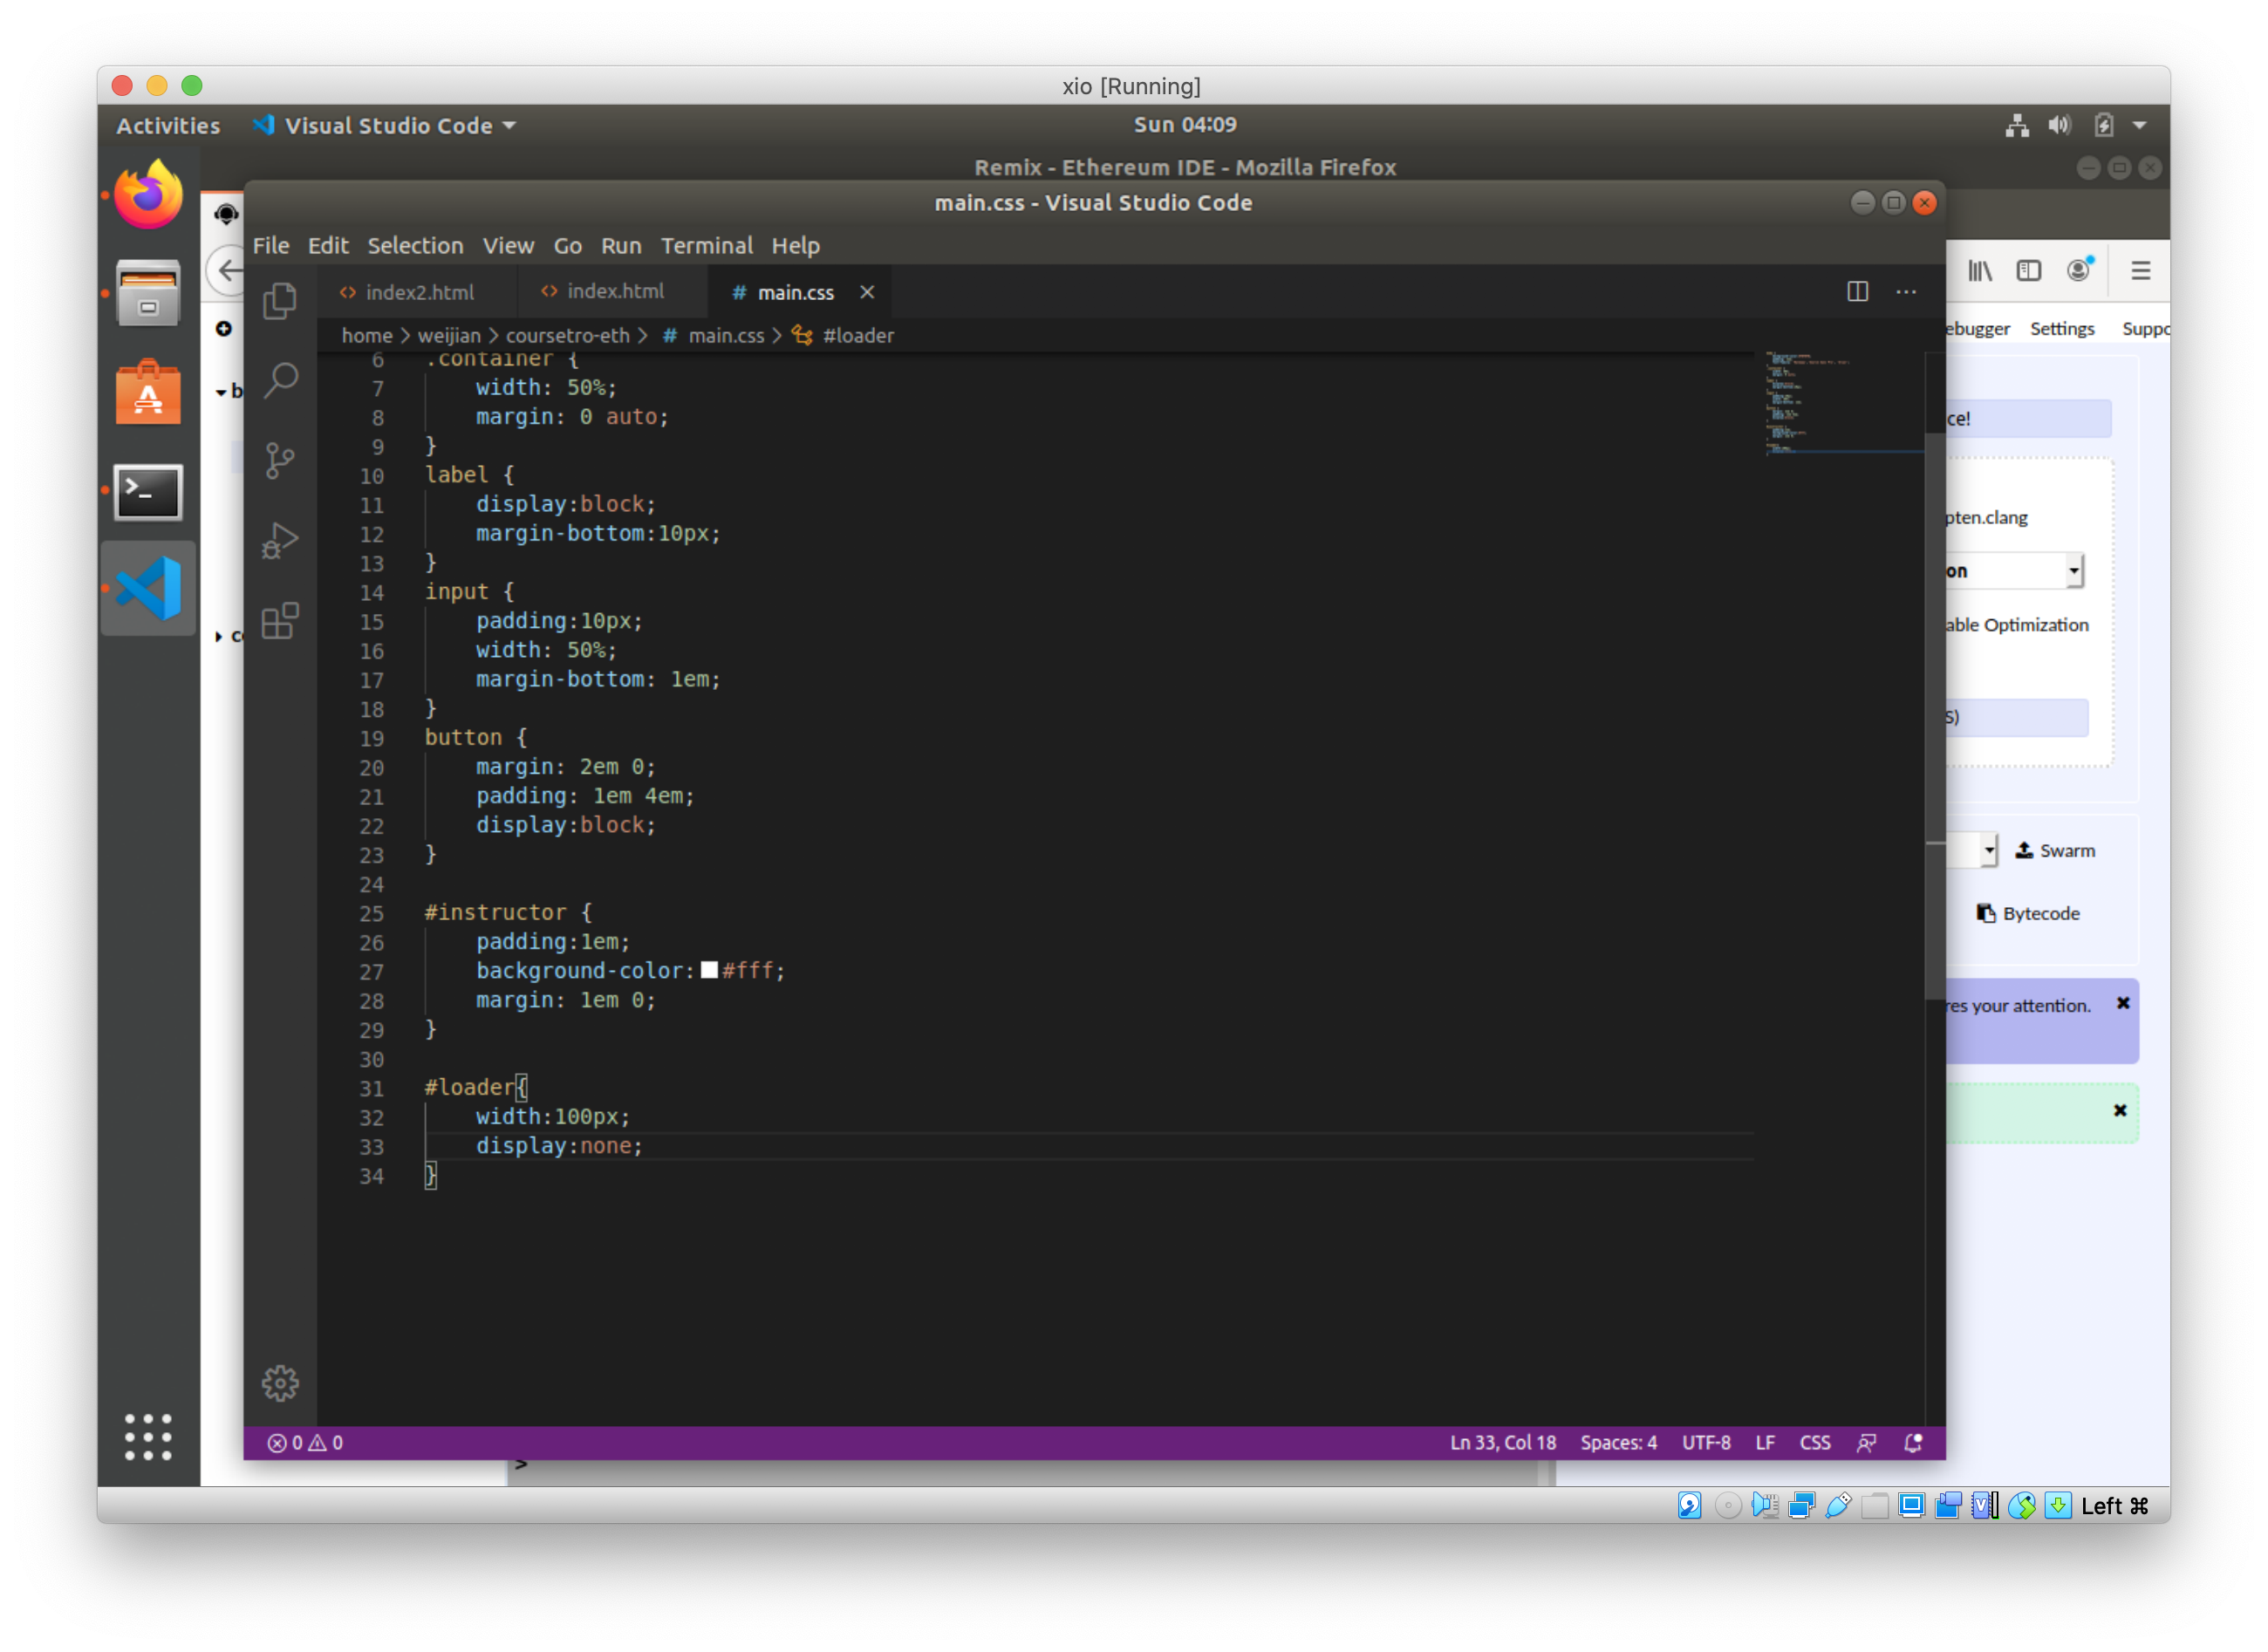 xio [Running]
Activities
Visual Studio Code
Sun 04:09
Remix - Ethereum IDE - Mozilla Firefox
main.css - Visual Studio Code
File Edit Selection View Go Run Terminal Help
index2.html
index.html
# main.css
home > weijian > coursetro-eth > # main.css > #loader
6 .container {
7 width: 50%;
8 margin: 0 auto;
9 }
10 label {
11 display:block;
12 margin-bottom:10px;
13 }
14 input {
15 padding:10px;
16 width: 50%;
17 margin-bottom: 1em;
18 }
19 button {
20 margin: 2em 0;
21 padding: 1em 4em;
22 display:block;
23 }
24
25 #instructor {
26 padding:1em;
27 background-color: #fff;
28 margin: 1em 0;
29 }
30
31 #loader{
32 width:100px;
33 display:none;
34 }
0 0
Ln 33, Col 18 Spaces: 4 UTF-8 LF CSS
>
b
c
ebugger Settings Suppo
ce!
pten.clang
on
able Optimization
S)
Swarm
Bytecode
res your attention.
Left ⌘